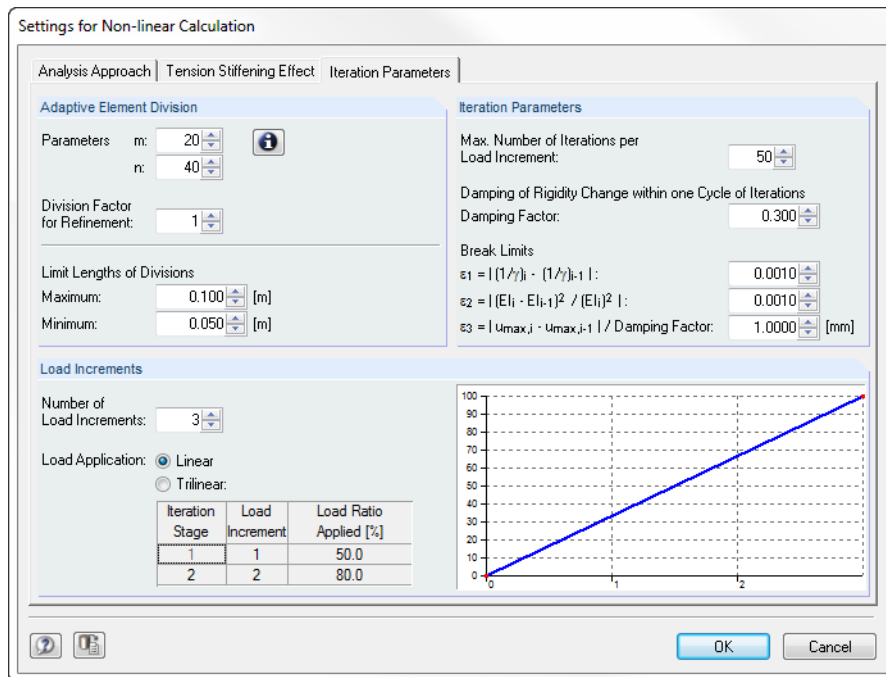 Settings for Non-linear Calculation
Analysis Approach
Tension Stiffening Effect
Iteration Parameters
Adaptive Element Division
Parameters m: 20
n: 40
Division Factor
for Refinement: 1
Limit Lengths of Divisions
Maximum: 0.100 [m]
Minimum: 0.050 [m]
Iteration Parameters
Max. Number of Iterations per
Load Increment: 50
Damping of Rigidity Change within one Cycle of Iterations
Damping Factor: 0.300
Break Limits
ε1 = | (1/γ)i - (1/γ)i-1 | : 0.0010
ε2 = | (EIi - EIi-1)² / (EIi)² | : 0.0010
ε3 = | umax,i - umax,i-1 | / Damping Factor: 1.0000 [mm]
Load Increments
Number of
Load Increments: 3
Load Application: Linear
Trilinear:
Iteration Load Load Ratio
Stage Increment Applied [%]
1 1 50.0
2 2 80.0
100
90
80
70
60
50
40
30
20
10
0
0 1 2
OK
Cancel